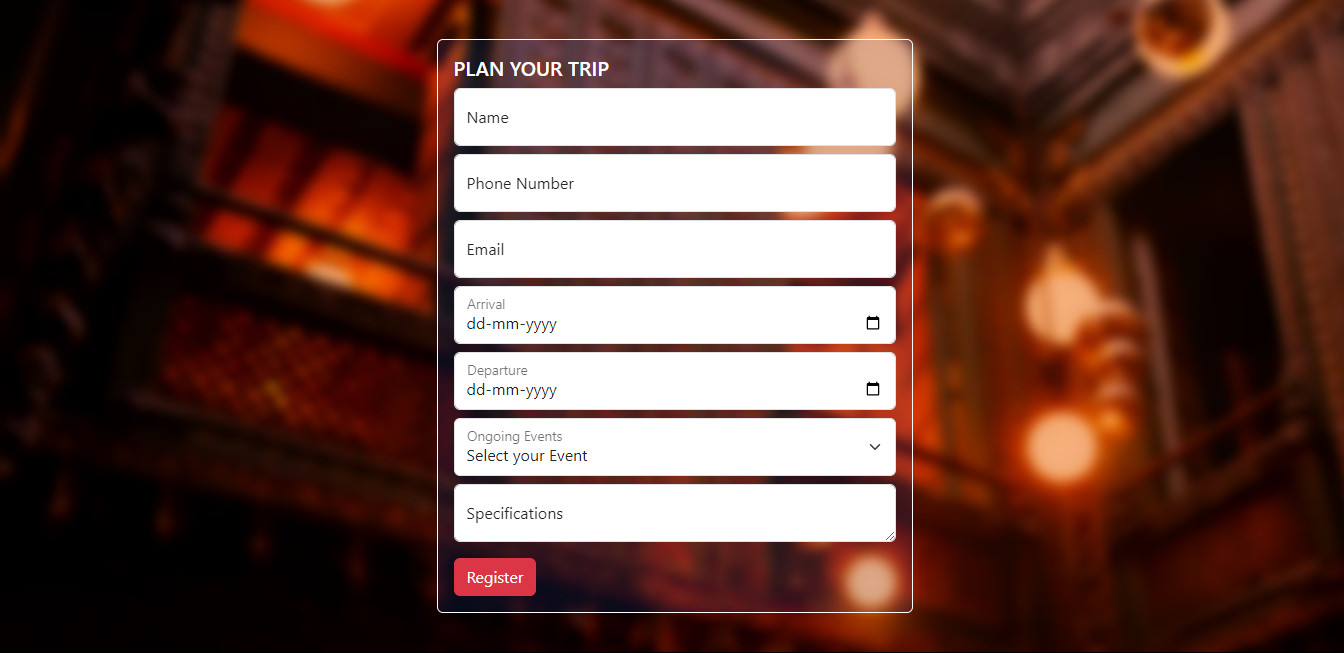 PLAN YOUR TRIP
Name
Phone Number
Email
Arrival
dd-mm-yyyy
Departure
dd-mm-yyyy
Ongoing Events
Select your Event
Specifications
Register